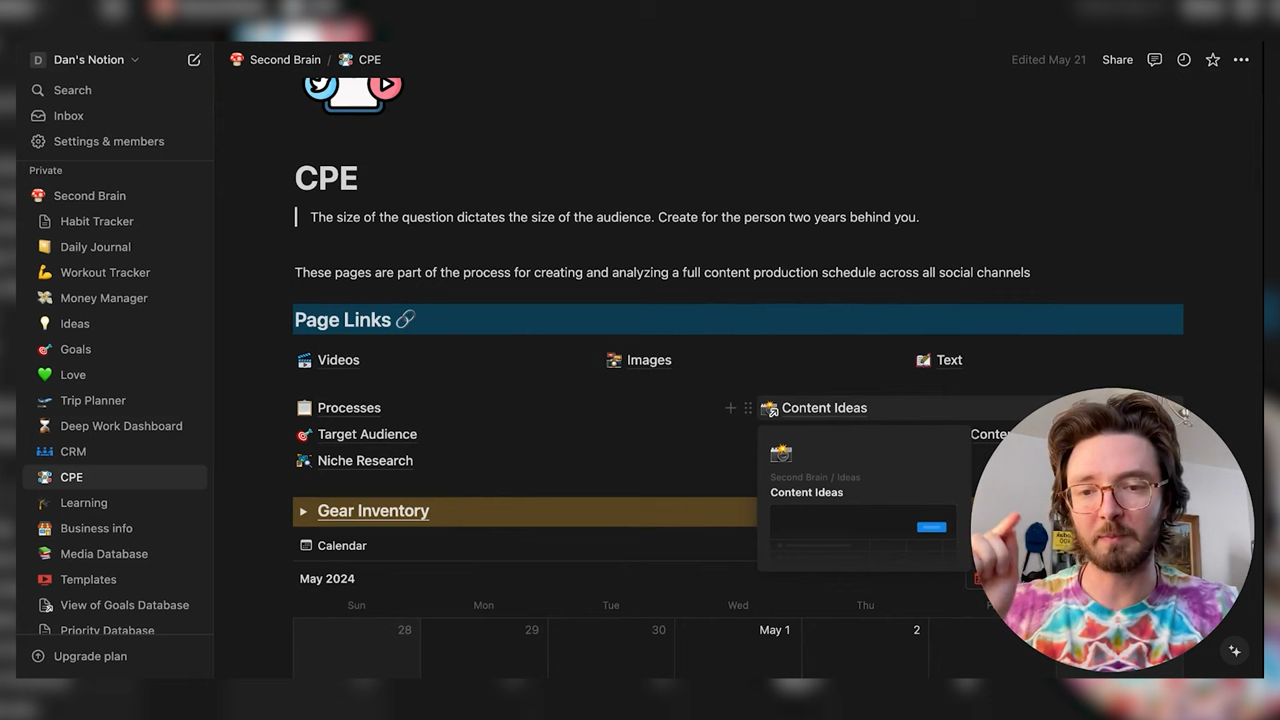 D Dan's Notion
Second Brain / CPE
Edited May 21 Share
Search
Inbox
Settings & members
Private
Second Brain
Habit Tracker
Daily Journal
Workout Tracker
Money Manager
Ideas
Goals
Love
Trip Planner
Deep Work Dashboard
CRM
CPE
Learning
Business info
Media Database
Templates
View of Goals Database
Priority Database
Upgrade plan
CPE
The size of the question dictates the size of the audience. Create for the person two years behind you.
These pages are part of the process for creating and analyzing a full content production schedule across all social channels
Page Links
Videos
Images
Text
Processes
Content Ideas
Target Audience
Niche Research
Second Brain / Ideas
Content Ideas
Gear Inventory
Calendar
May 2024
Sun Mon Tue Wed Thu
28 29 30 May 1 2